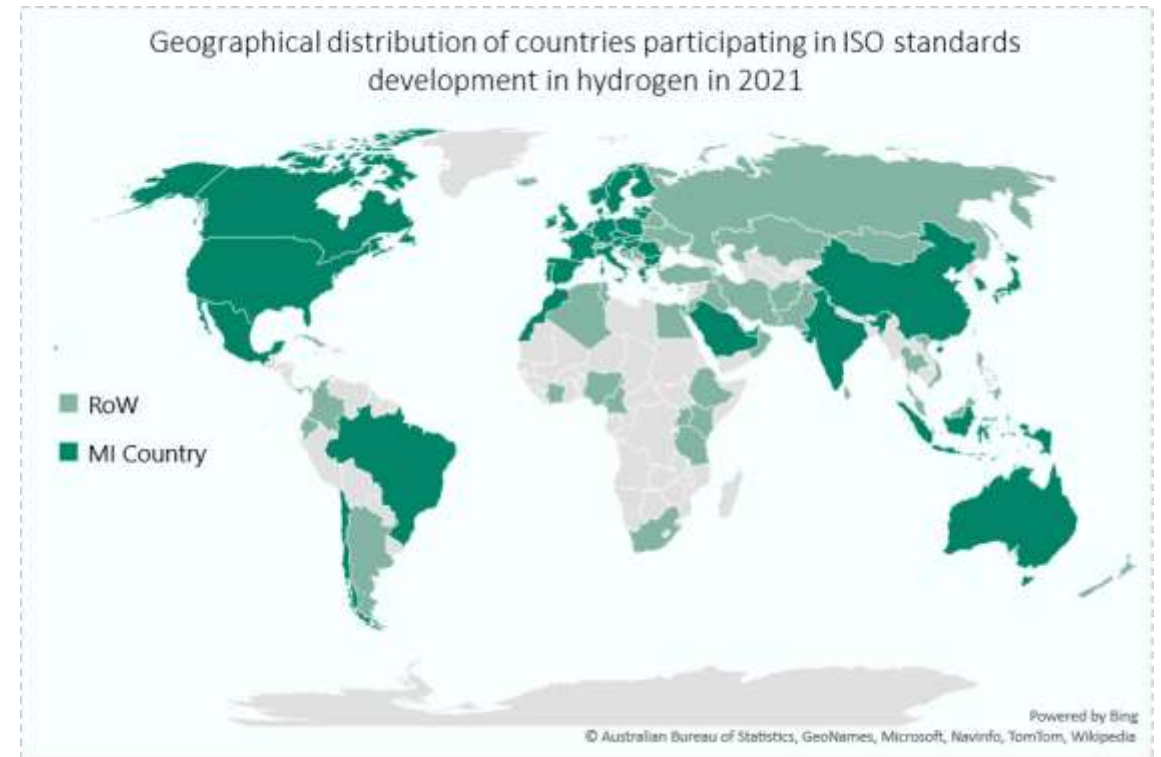 Geographical distribution of countries participating in ISO standards
development in hydrogen in 2021
RoW
MI Country
Powered by Bing
© Australian Bureau of Statistics, GeoNames, Microsoft, Navinfo, TomTom, Wikipedia